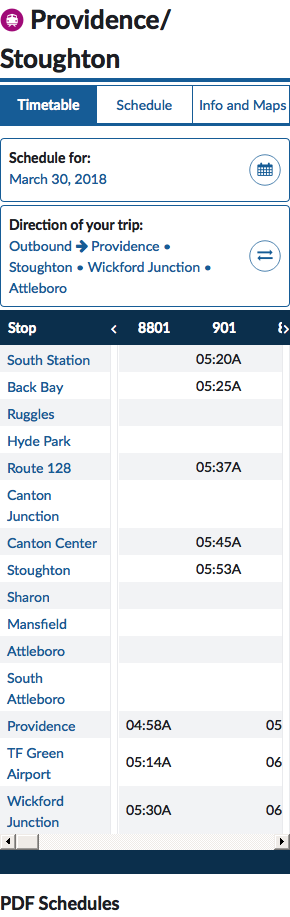 Providence/
Stoughton
Timetable Schedule Info and Maps
Schedule for:
March 30, 2018
Direction of your trip:
Outbound → Providence •
Stoughton • Wickford Junction •
Attleboro
Stop < 8801 901 >
South Station 05:20A
Back Bay 05:25A
Ruggles
Hyde Park
Route 128 05:37A
Canton
Junction
Canton Center 05:45A
Stoughton 05:53A
Sharon
Mansfield
Attleboro
South
Attleboro
Providence 04:58A 05
TF Green
Airport 05:14A 06
Wickford
Junction 05:30A 06
PDF Schedules